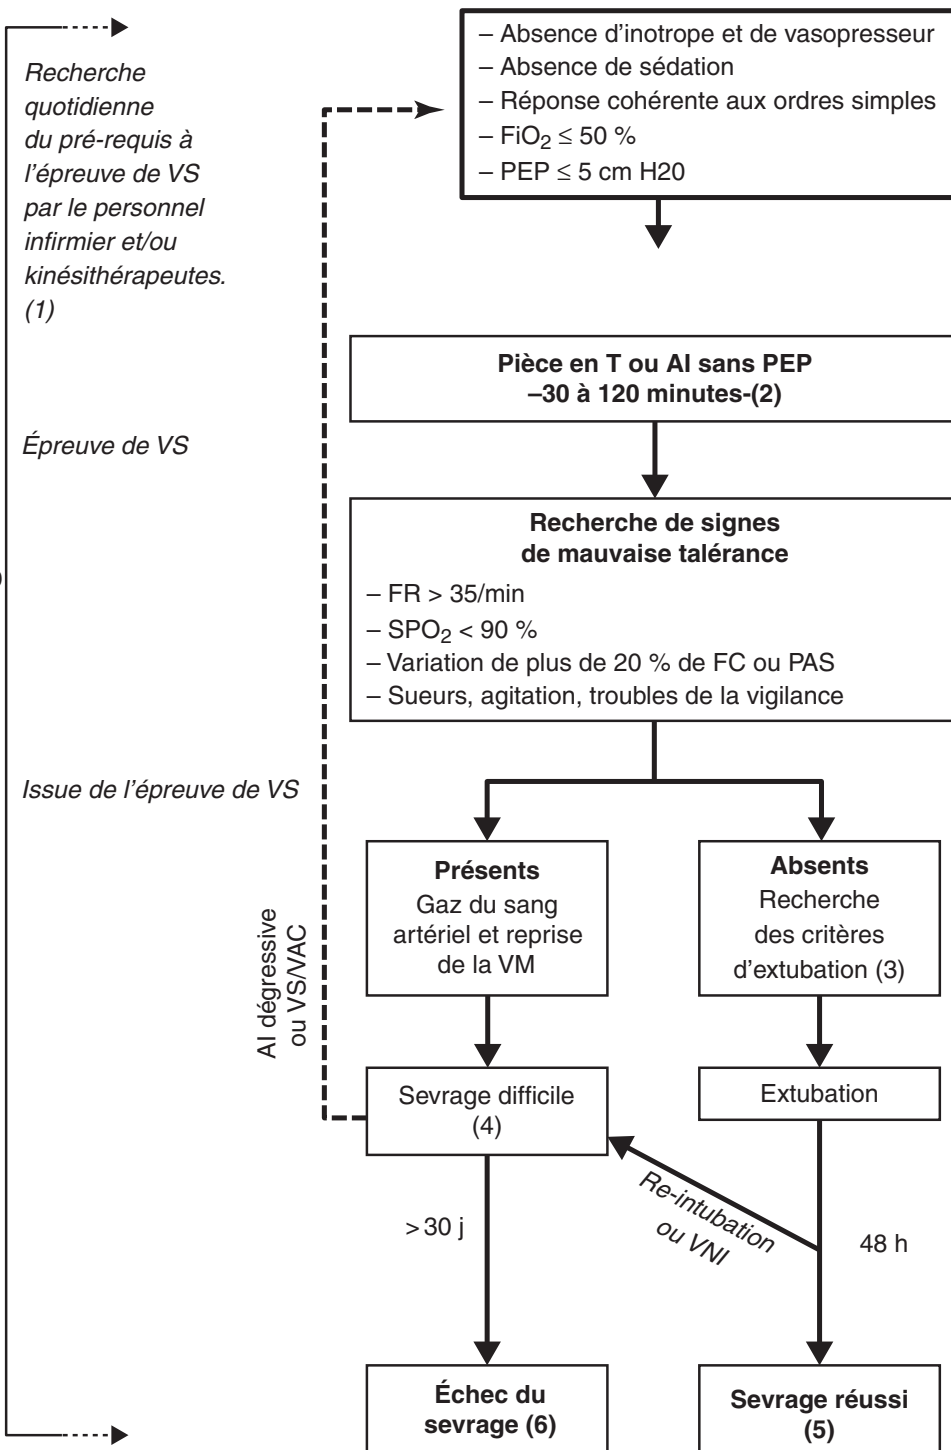 – Absence d'inotrope et de vasopresseur
– Absence de sédation
– Réponse cohérente aux ordres simples
– FiO2 ≤ 50 %
– PEP ≤ 5 cm H20
Recherche
quotidienne
du pré-requis à
l'épreuve de VS
par le personnel
infirmier et/ou
kinésithérapeutes.
(1)
Pièce en T ou AI sans PEP
–30 à 120 minutes-(2)
Épreuve de VS
Recherche de signes
de mauvaise talérance
– FR > 35/min
– SPO2 < 90 %
– Variation de plus de 20 % de FC ou PAS
– Sueurs, agitation, troubles de la vigilance
Issue de l'épreuve de VS
Présents
Gaz du sang
artériel et reprise
de la VM
Absents
Recherche
des critères
d'extubation (3)
AI dégressive
ou VS/VAC
Sevrage difficile
(4)
Extubation
Re-intubation
ou VNI
> 30 j
48 h
Échec du
sevrage (6)
Sevrage réussi
(5)